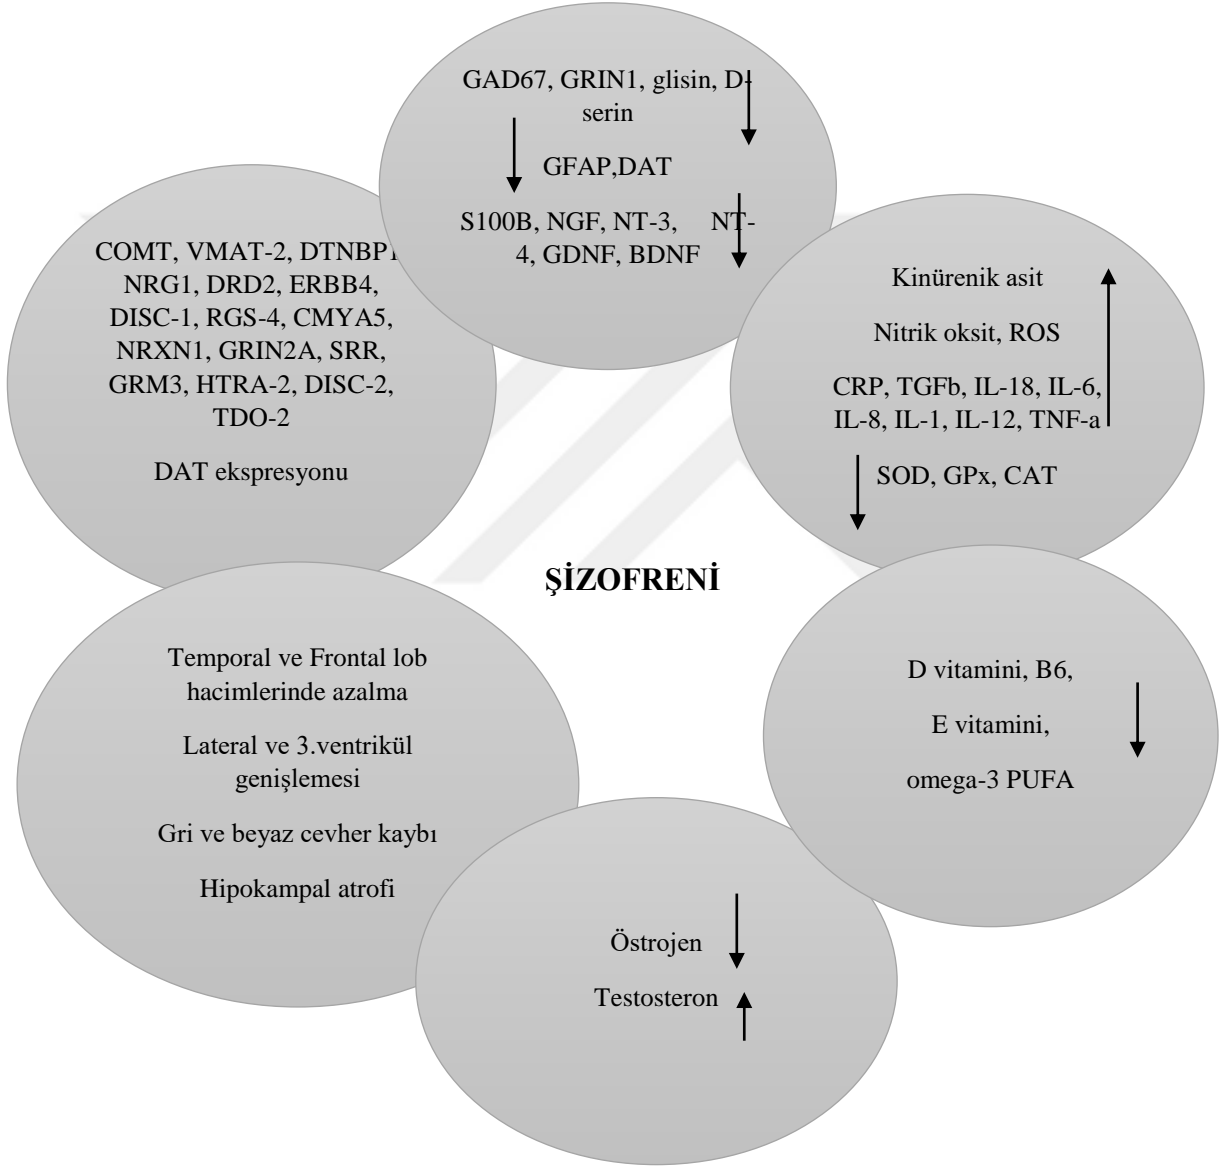 GAD67, GRIN1, glisin, D-
serin
GFAP,DAT
S100B, NGF, NT-3, NT-
4, GDNF, BDNF
COMT, VMAT-2, DTNBP1,
NRG1, DRD2, ERBB4,
DISC-1, RGS-4, CMYA5,
NRXN1, GRIN2A, SRR,
GRM3, HTRA-2, DISC-2,
TDO-2
DAT ekspresyonu
Kinürenik asit
Nitrik oksit, ROS
CRP, TGFb, IL-18, IL-6,
IL-8, IL-1, IL-12, TNF-a
SOD, GPx, CAT
ŞİZOFRENİ
Temporal ve Frontal lob
hacimlerinde azalma
Lateral ve 3.ventrikül
genişlemesi
Gri ve beyaz cevher kaybı
Hipokampal atrofi
D vitamini, B6,
E vitamini,
omega-3 PUFA
Östrojen
Testosteron